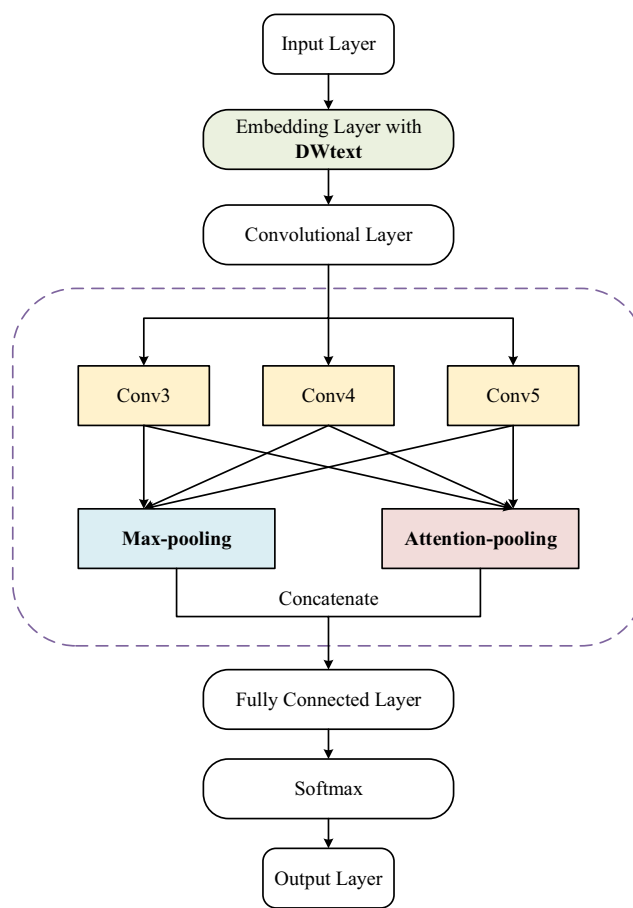 Input Layer
Embedding Layer with
DWtext
Convolutional Layer
Conv3
Conv4
Conv5
Max-pooling
Attention-pooling
Concatenate
Fully Connected Layer
Softmax
Output Layer